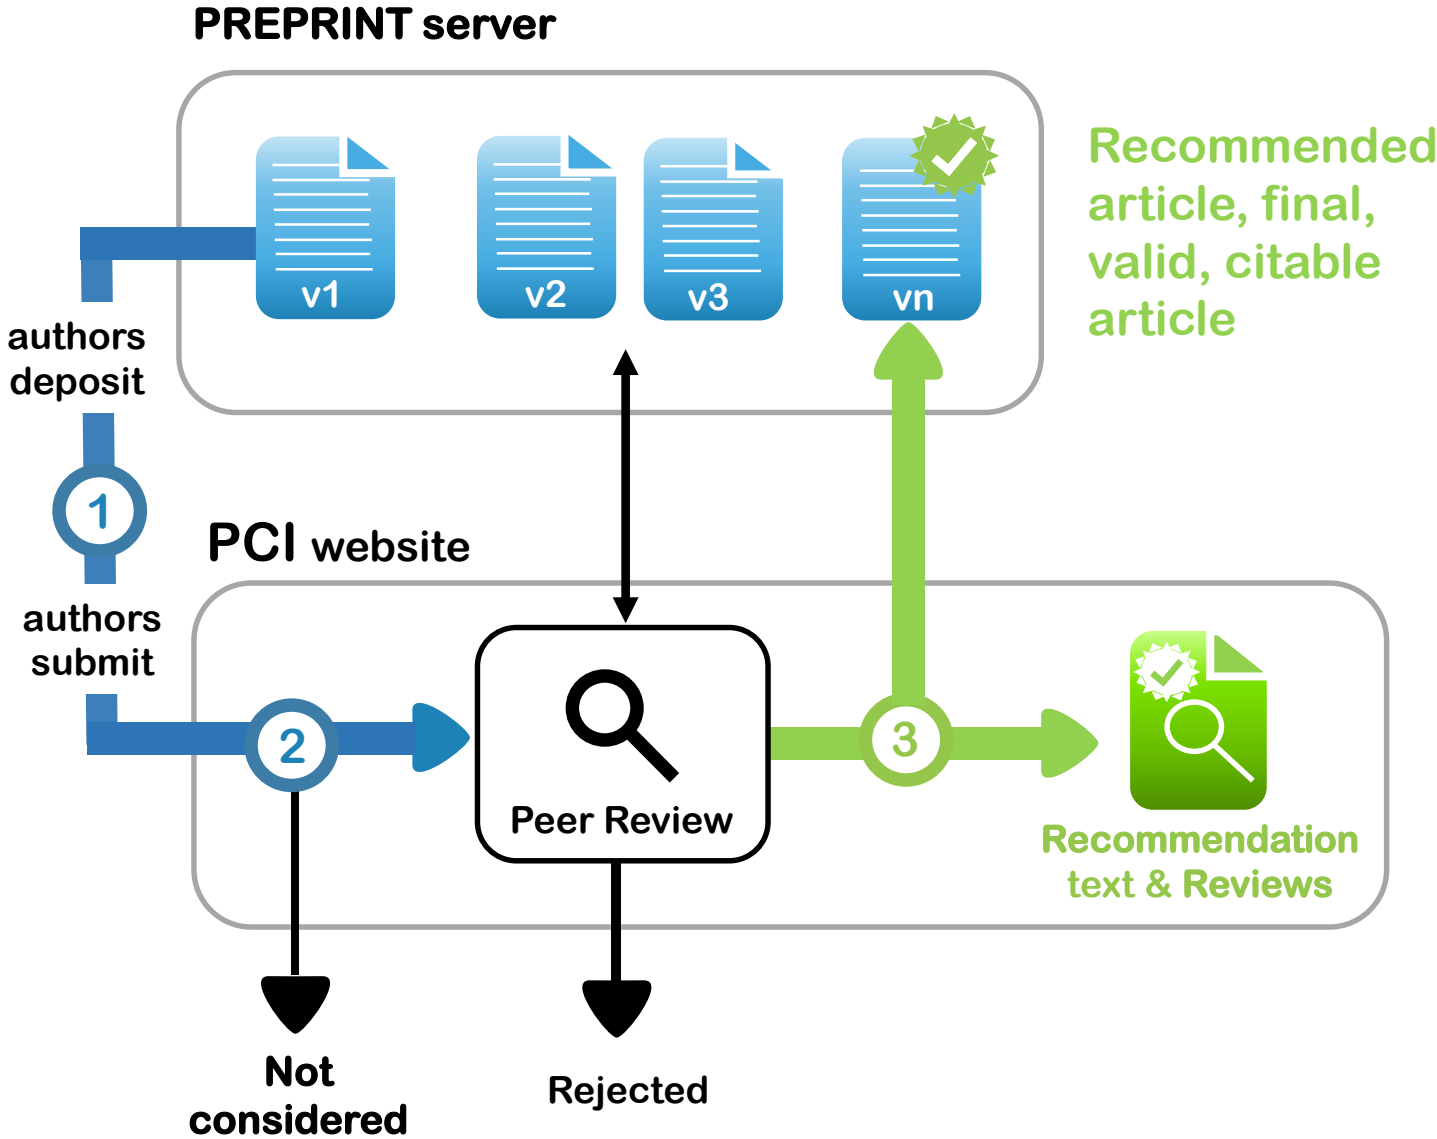 PREPRINT server
v1
v2
v3
vn
Recommended
article, final,
valid, citable
article
authors
deposit
1
PCI website
authors
submit
2
Peer Review
3
Recommendation
text & Reviews
Not
considered
Rejected